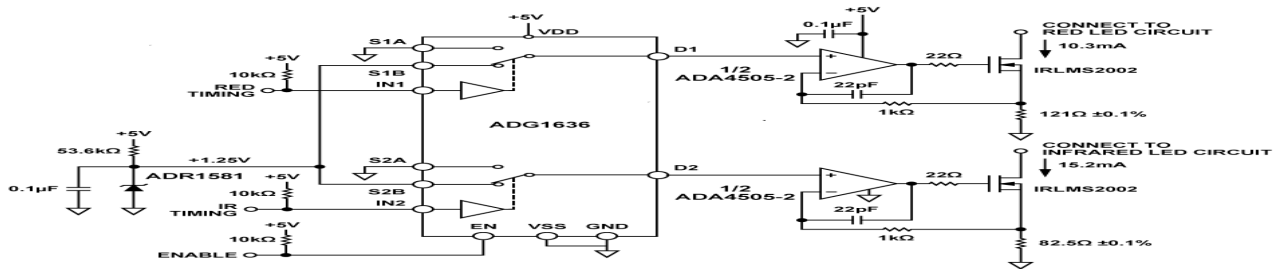 +5V
VDD
S1A
S1B
IN1
+5V
10kΩ
RED
TIMING
+5V
53.6kΩ
+1.25V
ADR1581
0.1µF
ADG1636
S2A
S2B
IN2
+5V
10kΩ
IR
TIMING
+5V
10kΩ
ENABLE
EN
VSS
GND
D1
D2
+5V
0.1µF
1/2
ADA4505-2
22pF
1kΩ
22Ω
CONNECT TO
RED LED CIRCUIT
10.3mA
IRLMS2002
121Ω ±0.1%
1/2
ADA4505-2
22pF
1kΩ
22Ω
CONNECT TO
INFRARED LED CIRCUIT
15.2mA
IRLMS2002
82.5Ω ±0.1%